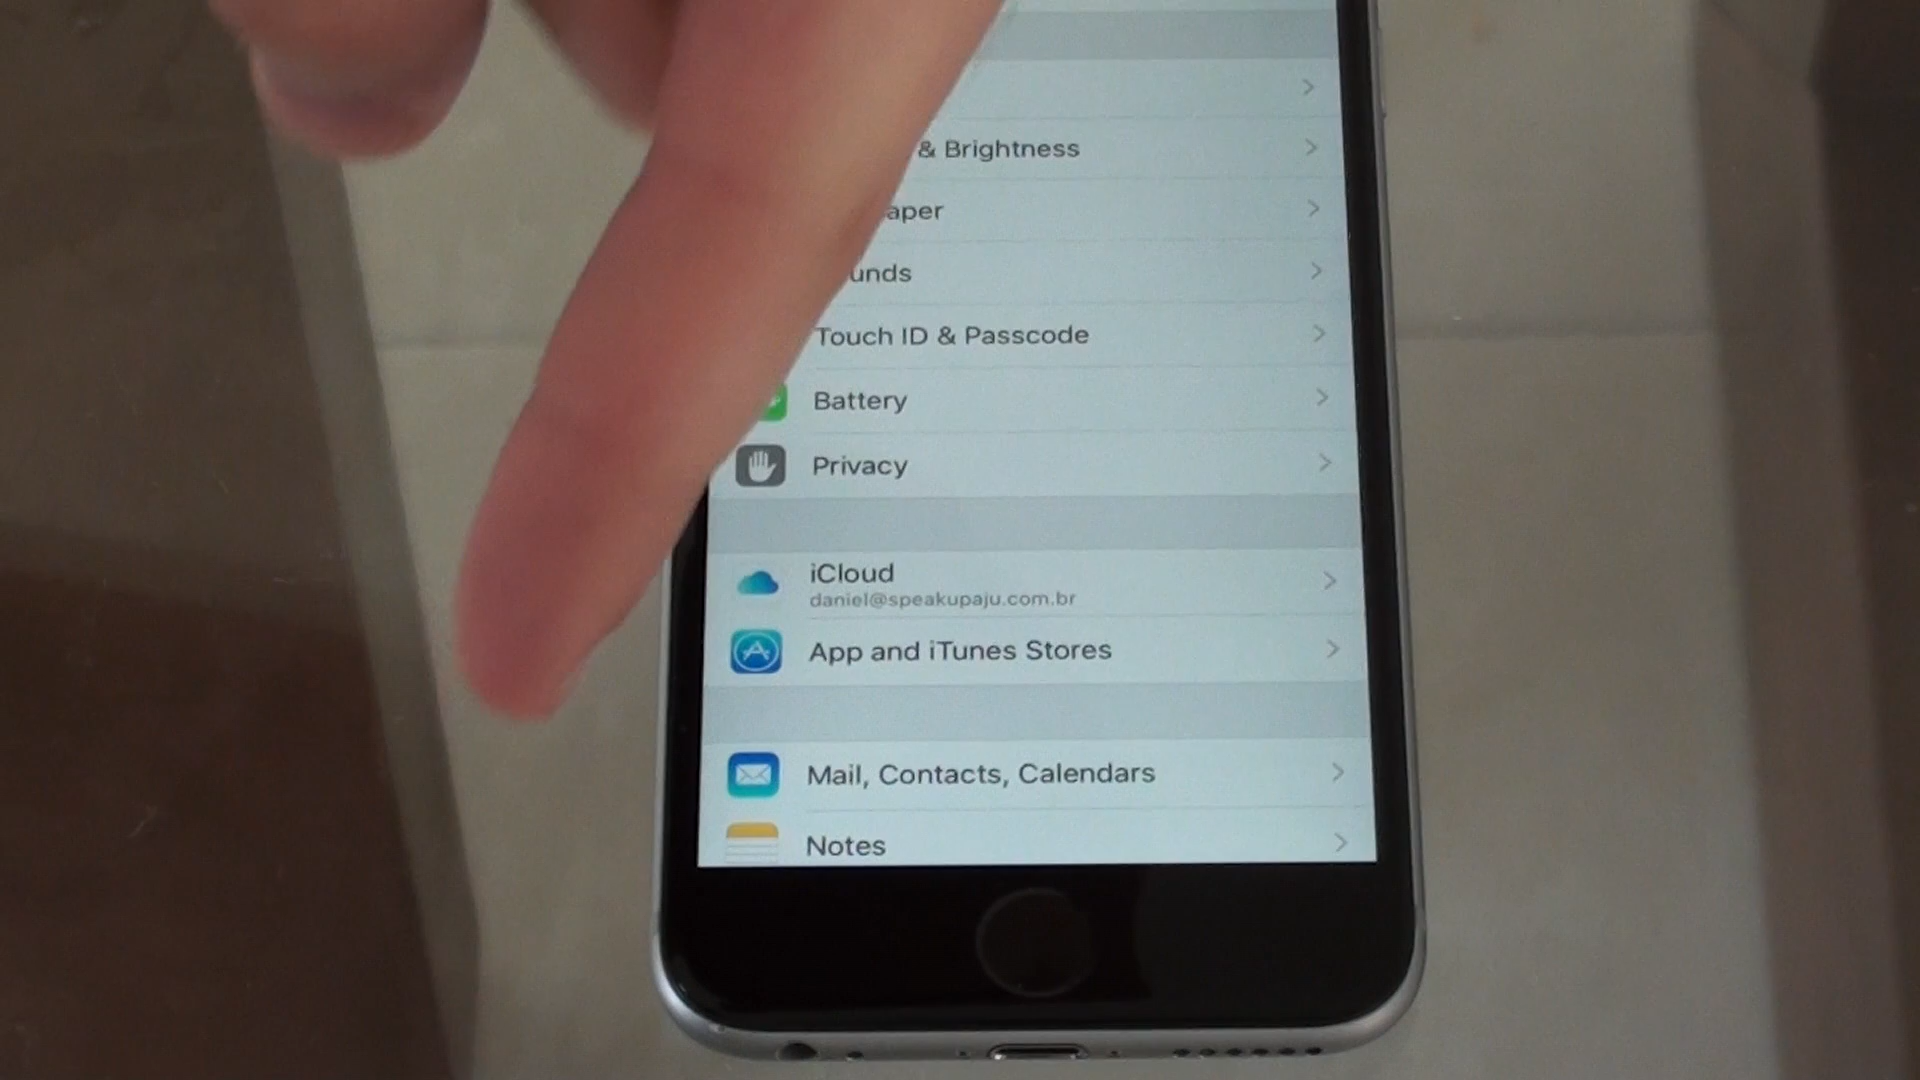 & Brightness
aper
unds
Touch ID & Passcode
Battery
Privacy
iCloud
daniel@speakupaju.com.br
App and iTunes Stores
Mail, Contacts, Calendars
Notes